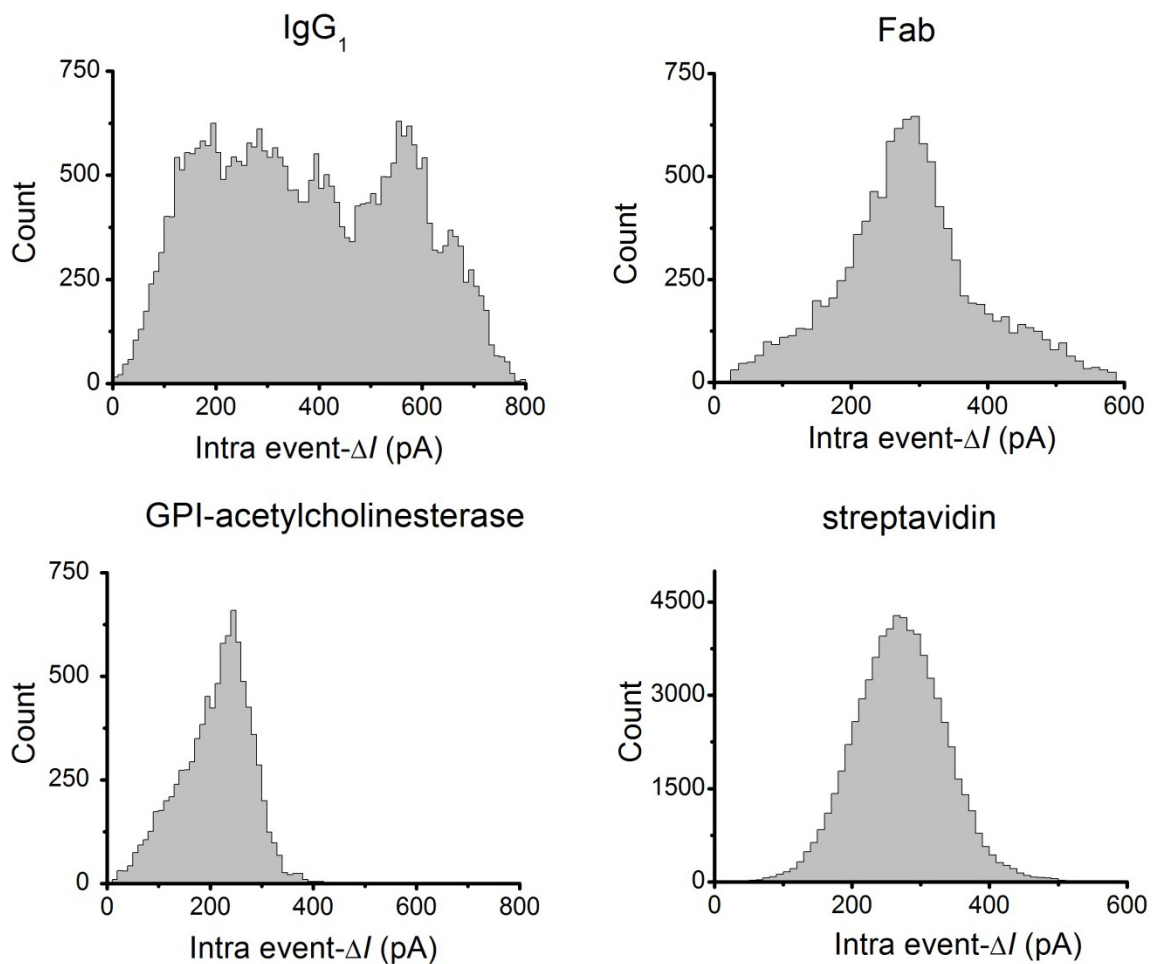 IgG1
750
500
250
0
Count
0 200 400 600 800
Intra event-ΔI (pA)
Fab
750
500
250
0
Count
0 200 400 600
Intra event-ΔI (pA)
GPI-acetylcholinesterase
750
500
250
0
Count
0 200 400 600 800
Intra event-ΔI (pA)
streptavidin
4500
3000
1500
0
Count
0 200 400 600
Intra event-ΔI (pA)